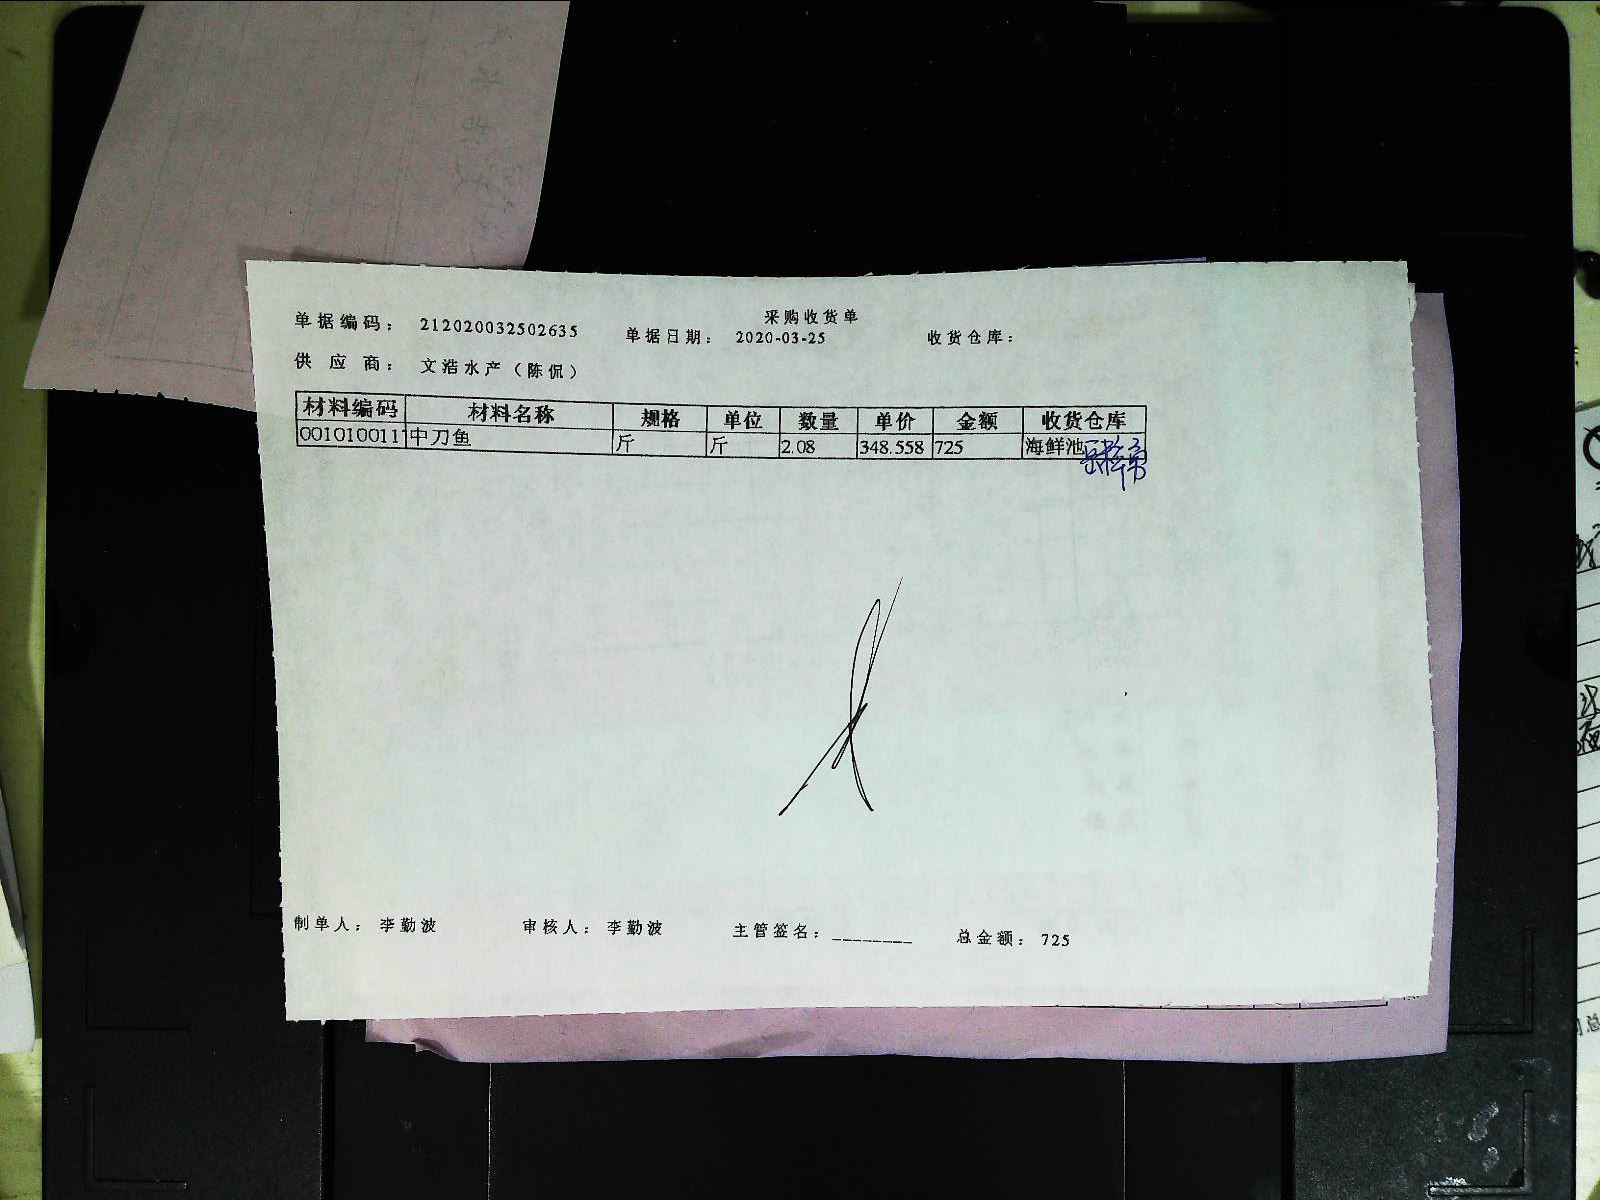 采购收货单
单据编码： 212020032502635 单据日期： 2020-03-25 收货仓库：
供应商： 文浩水产（陈侃）
材料编码 材料名称 规格 单位 数量 单价 金额 收货仓库
0010100111 中刀鱼 斤 斤 2.08 348.558 725 海鲜池
制单人： 李勤波 审核人： 李勤波 主管签名：________ 总金额： 725